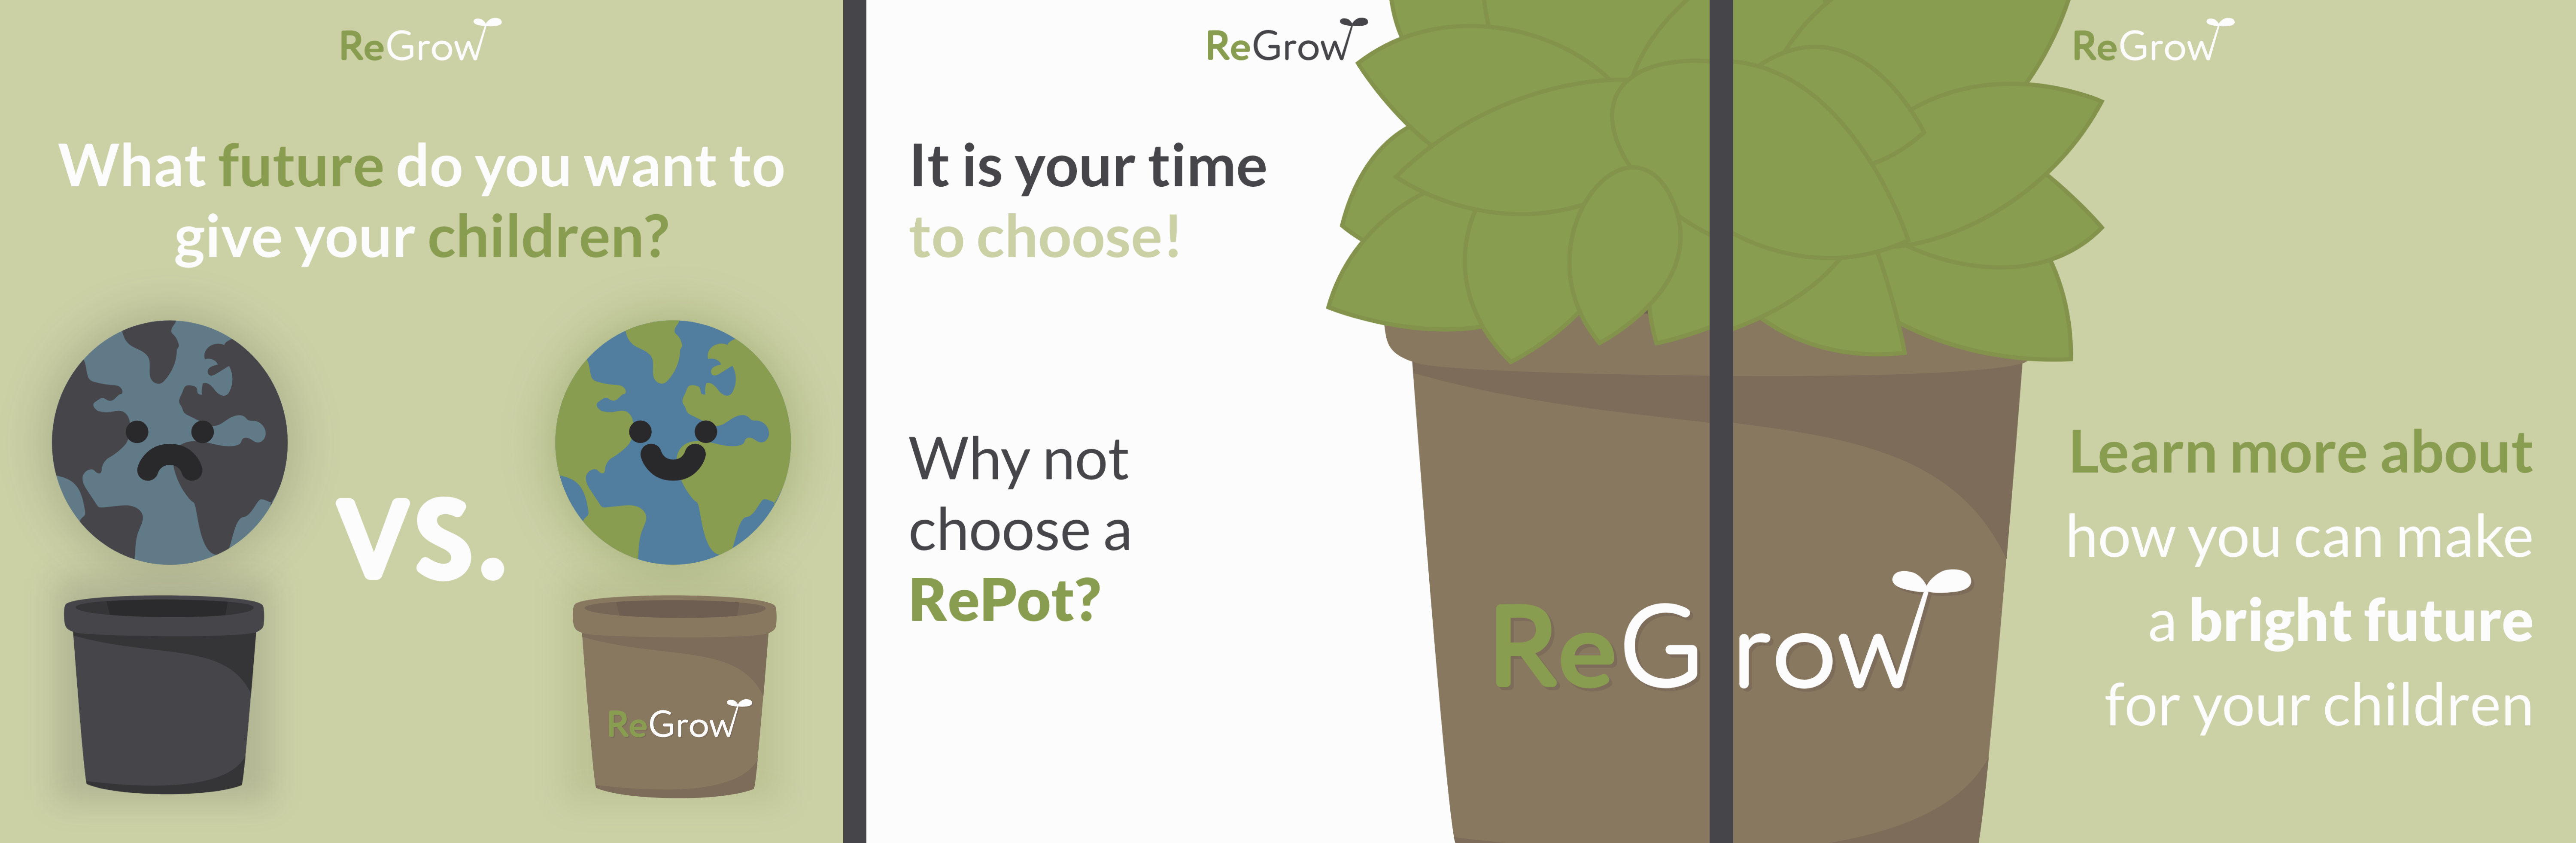 ReGrow
What future do you want to
give your children?
vs.
ReGrow
ReGrow
It is your time
to choose!
Why not
choose a
RePot?
ReGrow
ReGrow
Learn more about
how you can make
a bright future
for your children